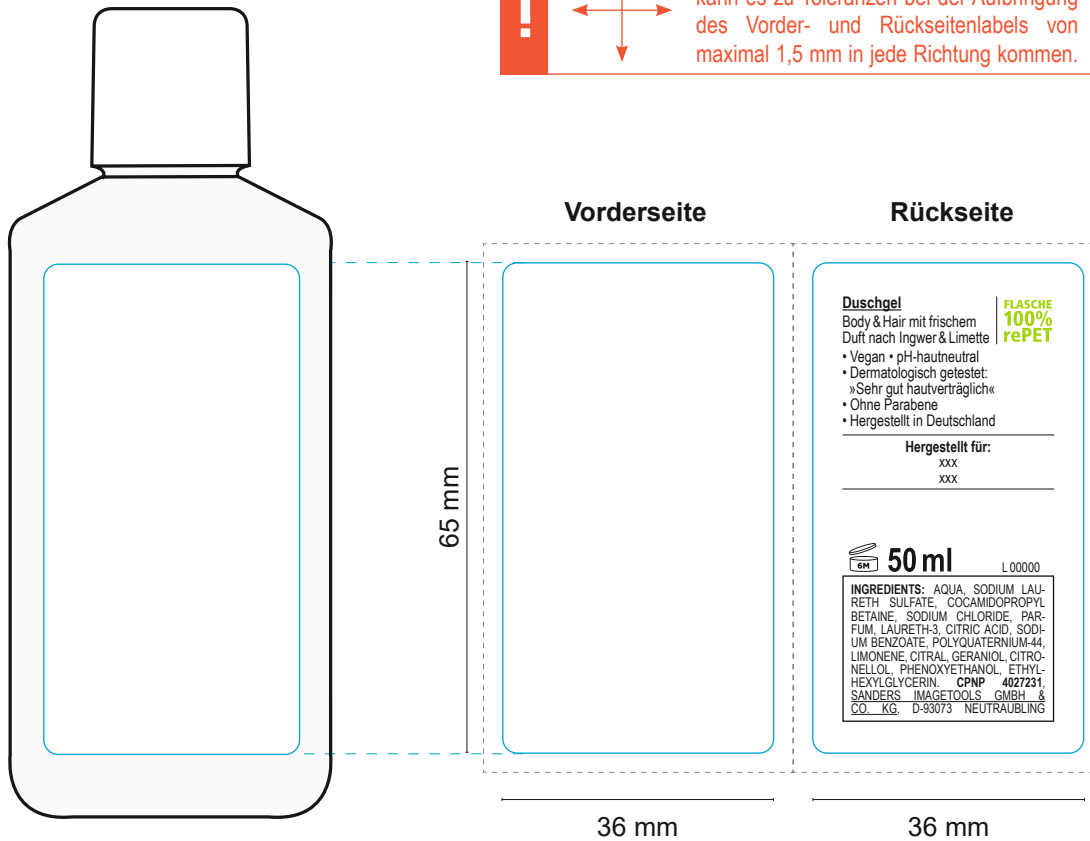 !
kann es zu Toleranzen bei der Aufbringung
des Vorder- und Rückseitenlabels von
maximal 1,5 mm in jede Richtung kommen.
Vorderseite
Rückseite
Duschgel
Body & Hair mit frischem
Duft nach Ingwer & Limette
FLASCHE
100%
rePET
• Vegan • pH-hautneutral
• Dermatologisch getestet:
»Sehr gut hautverträglich«
• Ohne Parabene
• Hergestellt in Deutschland
Hergestellt für:
xxx
xxx
65 mm
6M
50 ml
L 00000
INGREDIENTS: AQUA, SODIUM LAU-
RETH SULFATE, COCAMIDOPROPYL
BETAINE, SODIUM CHLORIDE, PAR-
FUM, LAURETH-3, CITRIC ACID, SODI-
UM BENZOATE, POLYQUATERNIUM-44,
LIMONENE, CITRAL, GERANIOL, CITRO-
NELLOL, PHENOXYETHANOL, ETHYL-
HEXYLGLYCERIN. CPNP 4027231,
SANDERS IMAGETOOLS GMBH &
CO. KG, D-93073 NEUTRAUBLING
36 mm
36 mm